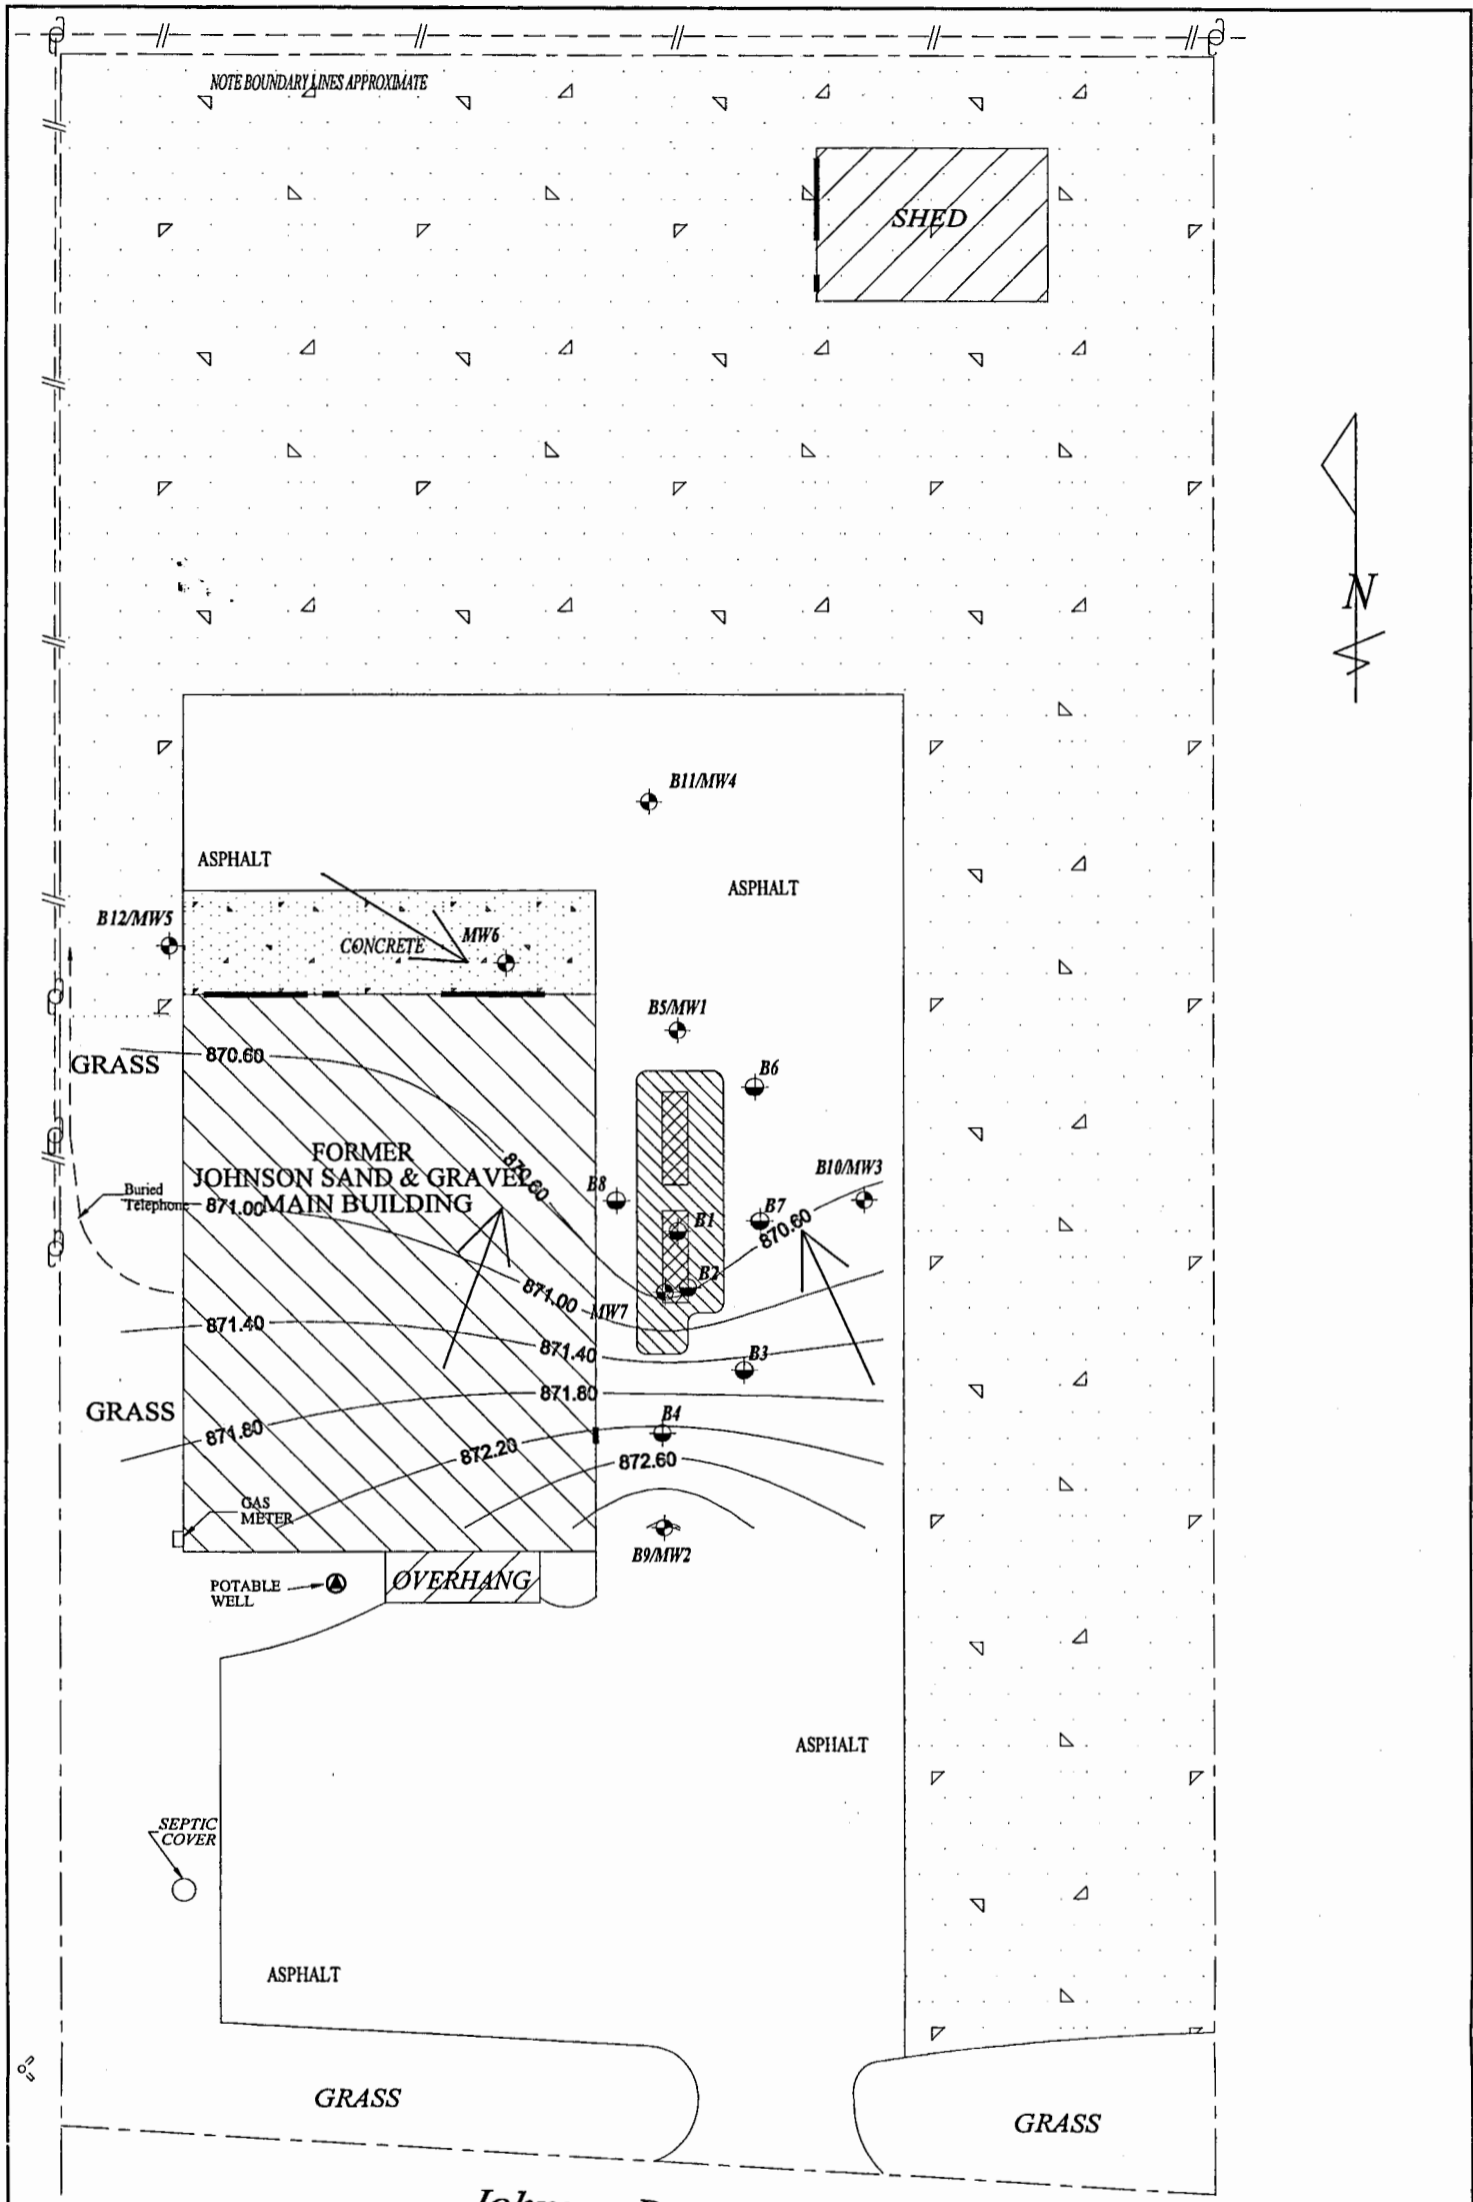 NOTE BOUNDARY LINES APPROXIMATE
SHED
N
B11/MW4
ASPHALT
ASPHALT
B12/MW5
CONCRETE
MW6
B5/MW1
870.60
GRASS
B6
FORMER
JOHNSON SAND & GRAVEL
MAIN BUILDING
870.60
B10/MW3
B8
Buried
Telephone
871.00
B1
B7
870.60
B2
871.00
MW7
871.40
871.40
B3
871.80
GRASS
B4
871.80
872.20
872.60
GAS
METER
B9/MW2
POTABLE
WELL
OVERHANG
ASPHALT
SEPTIC
COVER
ASPHALT
GRASS
GRASS